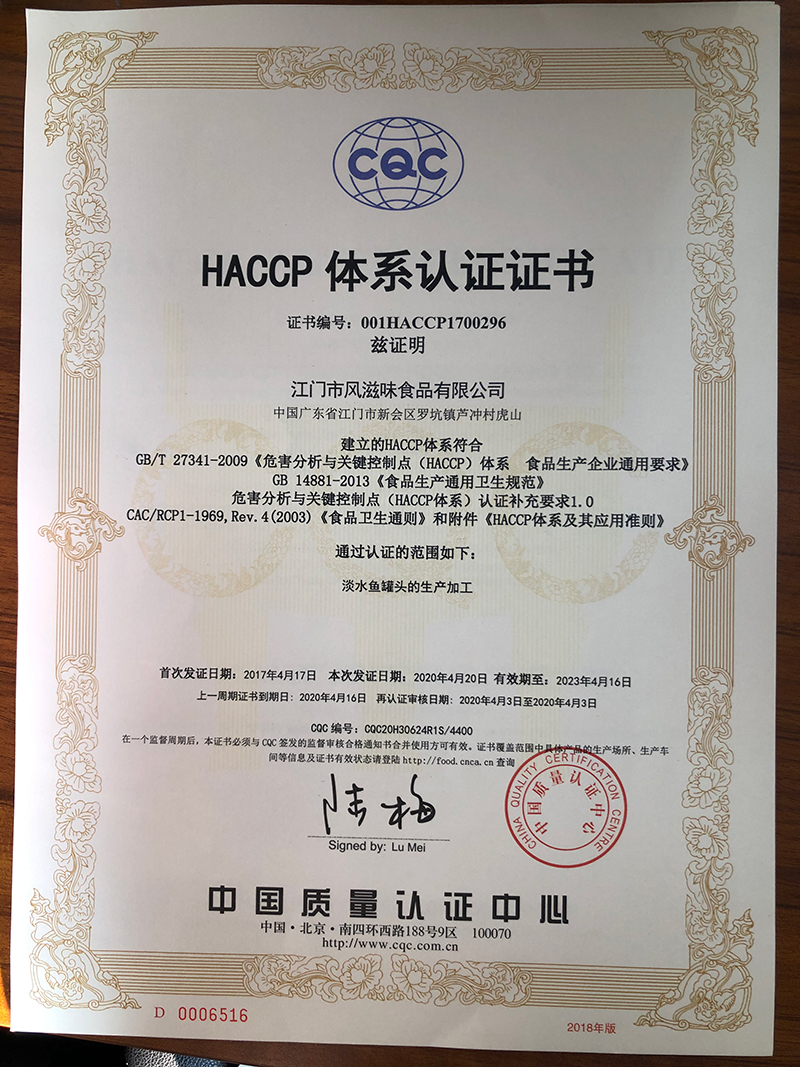 CQC
HACCP 体系认证证书
证书编号：001HACCP1700296
兹证明
江门市风滋味食品有限公司
中国广东省江门市新会区罗坑镇芦冲村虎山
建立的HACCP体系符合
GB/T 27341-2009《危害分析与关键控制点（HACCP）体系　食品生产企业通用要求》
GB 14881-2013《食品生产通用卫生规范》
危害分析与关键控制点（HACCP体系）认证补充要求1.0
CAC/RCP1-1969,Rev.4(2003)《食品卫生通则》和附件《HACCP体系及其应用准则》
通过认证的范围如下：
淡水鱼罐头的生产加工
首次发证日期：2017年4月17日 本次发证日期：2020年4月20日 有效期至：2023年4月16日
上一周期证书到期日：2020年4月16日 再认证审核日期：2020年4月3日至2020年4月3日
CQC 编号：CQC20H30624R1S/4400
在一个监督周期后，本证书必须与 CQC 签发的监督审核合格通知书合并使用方可有效。证书覆盖范围中具体产品的生产场所、生产车
间等信息及证书有效状态请登陆 http://food.cnca.cn 查询
陆梅
Signed by: Lu Mei
CHINA QUALITY CERTIFICATION CENTRE
中国质量认证中心
中国质量认证中心
中国·北京·南四环西路188号9区 100070
http://www.cqc.com.cn
D 0006516
2018年版